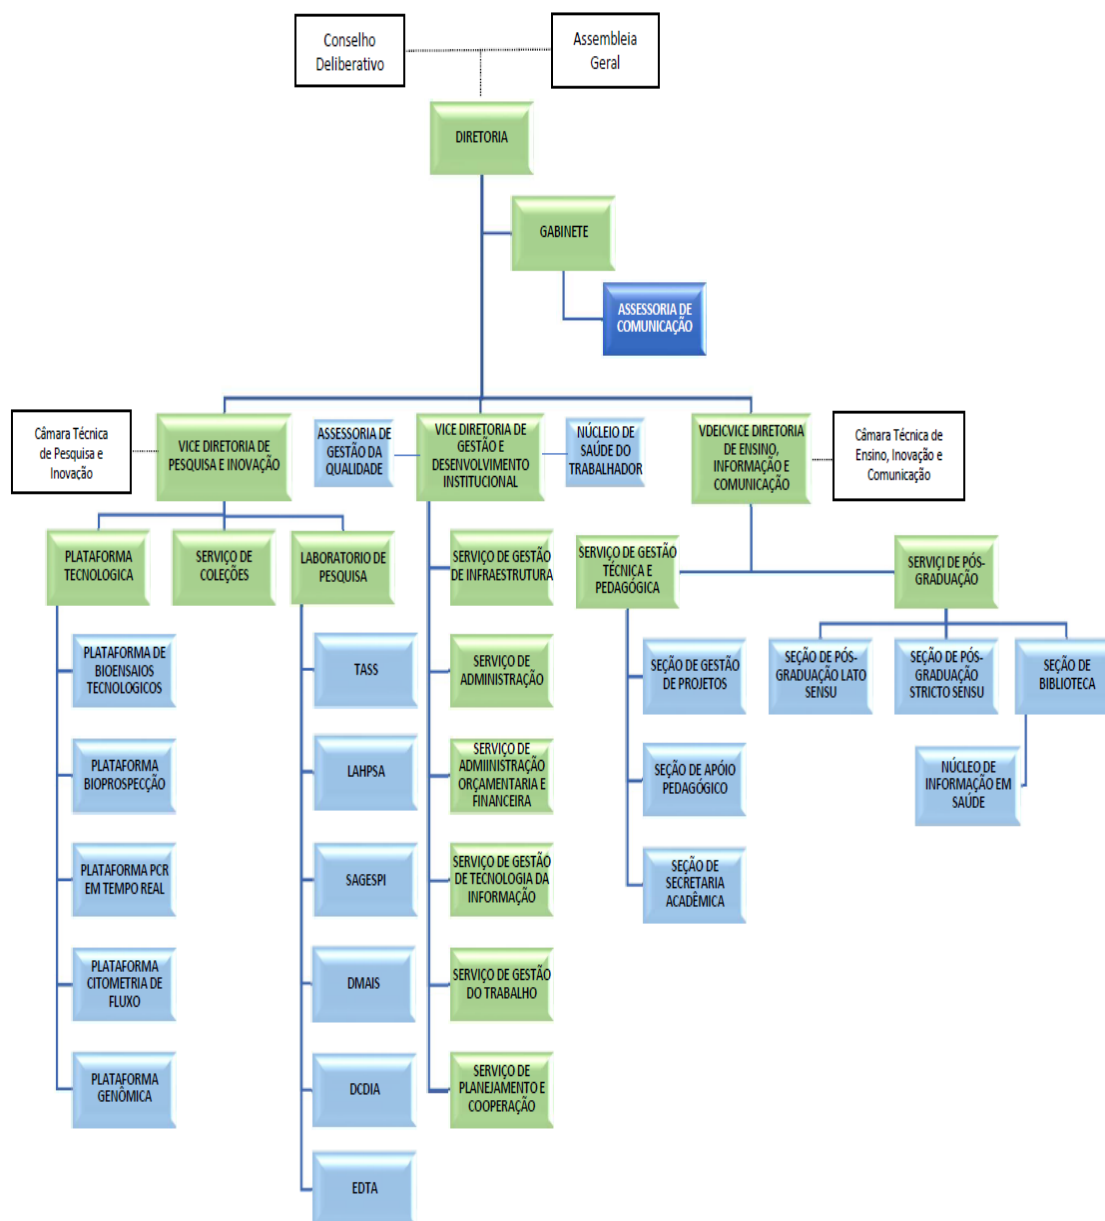 Conselho
Deliberativo
Assembleia
Geral
DIRETORIA
GABINETE
ASSESSORIA DE
COMUNICAÇÃO
Câmara Técnica
de Pesquisa e
Inovação
VICE DIRETORIA DE
PESQUISA E INOVAÇÃO
ASSESSORIA DE
GESTÃO DA
QUALIDADE
VICE DIRETORIA DE
GESTÃO E
DESENVOLVIMENTO
INSTITUCIONAL
NÚCLEIO DE
SAÚDE DO
TRABALHADOR
VDEICVICE DIRETORIA
DE ENSINO,
INFORMAÇÃO E
COMUNICAÇÃO
Câmara Técnica de
Ensino, Inovação e
Comunicação
PLATAFORMA
TECNOLOGICA
SERVIÇO DE
COLEÇÕES
LABORATORIO DE
PESQUISA
SERVIÇO DE GESTÃO
DE INFRAESTRUTURA
SERVIÇO DE GESTÃO
TÉCNICA E
PEDAGÓGICA
SERVIÇI DE PÓS-
GRADUAÇÃO
PLATAFORMA DE
BIOENSAIOS
TECNOLOGICOS
TASS
SERVIÇO DE
ADMINISTRAÇÃO
SEÇÃO DE GESTÃO
DE PROJETOS
SEÇÃO DE PÓS-
GRADUAÇÃO LATO
SENSU
SEÇÃO DE PÓS-
GRADUAÇÃO
STRICTO SENSU
SEÇÃO DE
BIBLIOTECA
PLATAFORMA
BIOPROSPECÇÃO
LAHPSA
SERVIÇO DE
ADMIINISTRAÇÃO
ORÇAMENTARIA E
FINANCEIRA
SEÇÃO DE APÓIO
PEDAGÓGICO
NÚCLEO DE
INFORMAÇÃO EM
SAÚDE
PLATAFORMA PCR
EM TEMPO REAL
SAGESPI
SERVIÇO DE GESTÃO
DE TECNOLOGIA DA
INFORMAÇÃO
SEÇÃO DE
SECRETARIA
ACADÊMICA
PLATAFORMA
CITOMETRIA DE
FLUXO
DMAIS
SERVIÇO DE GESTÃO
DO TRABALHO
PLATAFORMA
GENÔMICA
DCDIA
SERVIÇO DE
PLANEJAMENTO E
COOPERAÇÃO
EDTA